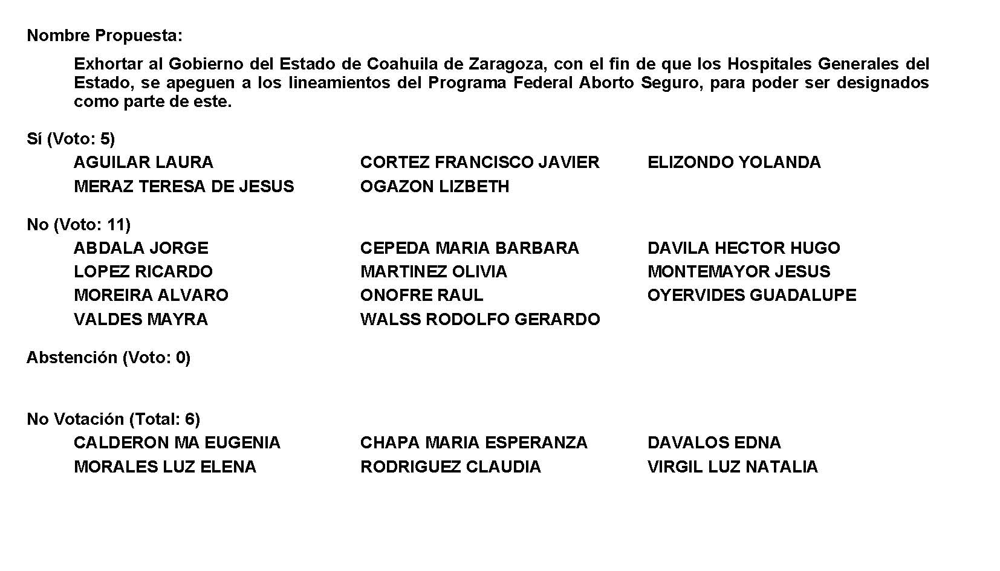 Nombre Propuesta:
Exhortar al Gobierno del Estado de Coahuila de Zaragoza, con el fin de que los Hospitales Generales del
Estado, se apeguen a los lineamientos del Programa Federal Aborto Seguro, para poder ser designados
como parte de este.
Sí (Voto: 5)
AGUILAR LAURA CORTEZ FRANCISCO JAVIER ELIZONDO YOLANDA
MERAZ TERESA DE JESUS OGAZON LIZBETH
No (Voto: 11)
ABDALA JORGE CEPEDA MARIA BARBARA DAVILA HECTOR HUGO
LOPEZ RICARDO MARTINEZ OLIVIA MONTEMAYOR JESUS
MOREIRA ALVARO ONOFRE RAUL OYERVIDES GUADALUPE
VALDES MAYRA WALSS RODOLFO GERARDO
Abstención (Voto: 0)
No Votación (Total: 6)
CALDERON MA EUGENIA CHAPA MARIA ESPERANZA DAVALOS EDNA
MORALES LUZ ELENA RODRIGUEZ CLAUDIA VIRGIL LUZ NATALIA